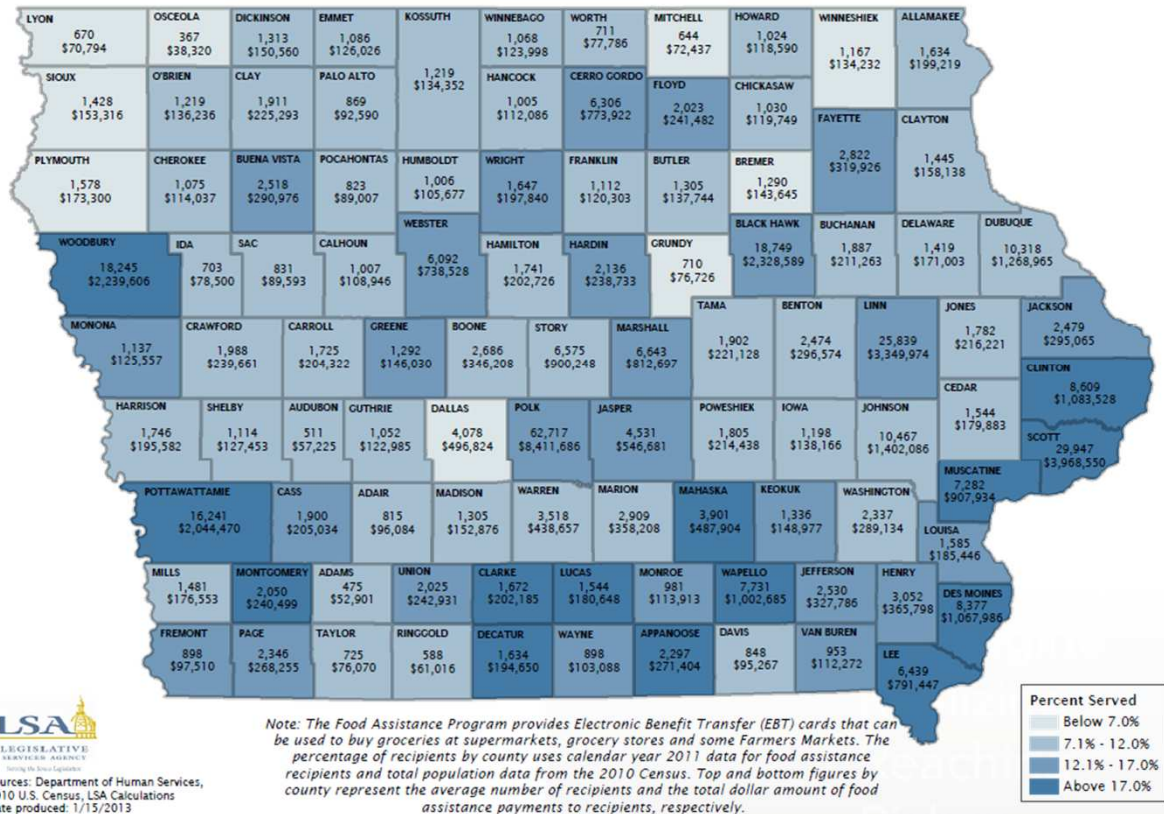 LYON
670
$70,794
OSCEOLA
367
$38,320
DICKINSON
1,313
$150,560
EMMET
1,086
$126,026
KOSSUTH
1,219
$134,352
WINNEBAGO
1,068
$123,998
WORTH
711
$77,786
MITCHELL
644
$72,437
HOWARD
1,024
$118,590
WINNESHIEK
1,167
$134,232
ALLAMAKEE
1,634
$199,219
SIOUX
1,428
$153,316
O'BRIEN
1,219
$136,236
CLAY
1,911
$225,293
PALO ALTO
869
$92,590
HANCOCK
1,005
$112,086
CERRO GORDO
6,306
$773,922
FLOYD
2,023
$241,482
CHICKASAW
1,030
$119,749
FAYETTE
2,822
$319,926
CLAYTON
1,445
$158,138
PLYMOUTH
1,578
$173,300
CHEROKEE
1,075
$114,037
BUENA VISTA
2,518
$290,976
POCAHONTAS
823
$89,007
HUMBOLDT
1,006
$105,677
WRIGHT
1,647
$197,840
FRANKLIN
1,112
$120,303
BUTLER
1,305
$137,744
BREMER
1,290
$143,645
WOODBURY
18,245
$2,239,606
IDA
703
$78,500
SAC
831
$89,593
CALHOUN
1,007
$108,946
WEBSTER
6,092
$738,528
HAMILTON
1,741
$202,726
HARDIN
2,136
$238,733
GRUNDY
710
$76,726
BLACK HAWK
18,749
$2,328,589
BUCHANAN
1,887
$211,263
DELAWARE
1,419
$171,003
DUBUQUE
10,318
$1,268,965
MONONA
1,137
$125,557
CRAWFORD
1,988
$239,661
CARROLL
1,725
$204,322
GREENE
1,292
$146,030
BOONE
2,686
$346,208
STORY
6,575
$900,248
MARSHALL
6,643
$812,697
TAMA
1,902
$221,128
BENTON
2,474
$296,574
LINN
25,839
$3,349,974
JONES
1,782
$216,221
JACKSON
2,479
$295,065
CLINTON
8,609
$1,083,528
HARRISON
1,746
$195,582
SHELBY
1,114
$127,453
AUDUBON
511
$57,225
GUTHRIE
1,052
$122,985
DALLAS
4,078
$496,824
POLK
62,717
$8,411,686
JASPER
4,531
$546,681
POWESHIEK
1,805
$214,438
IOWA
1,198
$138,166
JOHNSON
10,467
$1,402,086
CEDAR
1,544
$179,883
SCOTT
29,947
$3,968,550
MUSCATINE
7,282
$907,934
POTTAWATTAMIE
16,241
$2,044,470
CASS
1,900
$205,034
ADAIR
815
$96,084
MADISON
1,305
$152,876
WARREN
3,518
$438,657
MARION
2,909
$358,208
MAHASKA
3,901
$487,904
KEOKUK
1,336
$148,977
WASHINGTON
2,337
$289,134
LOUISA
1,585
$185,446
MILLS
1,481
$176,553
MONTGOMERY
2,050
$240,499
ADAMS
475
$52,901
UNION
2,025
$242,931
CLARKE
1,672
$202,185
LUCAS
1,544
$180,648
MONROE
981
$113,913
WAPELLO
7,731
$1,002,685
JEFFERSON
2,530
$327,786
HENRY
3,052
$365,798
DES MOINES
8,377
$1,067,986
FREMONT
898
$97,510
PAGE
2,346
$268,255
TAYLOR
725
$76,070
RINGGOLD
588
$61,016
DECATUR
1,634
$194,650
WAYNE
898
$103,088
APPANOOSE
2,297
$271,404
DAVIS
848
$95,267
VAN BUREN
953
$112,272
LEE
6,439
$791,447
LSA
LEGISLATIVE
SERVICES AGENCY
Serving the Iowa Legislature
urces: Department of Human Services,
010 U.S. Census, LSA Calculations
ate produced: 1/15/2013
Note: The Food Assistance Program provides Electronic Benefit Transfer (EBT) cards that can
be used to buy groceries at supermarkets, grocery stores and some Farmers Markets. The
percentage of recipients by county uses calendar year 2011 data for food assistance
recipients and total population data from the 2010 Census. Top and bottom figures by
county represent the average number of recipients and the total dollar amount of food
assistance payments to recipients, respectively.
Percent Served
Below 7.0%
7.1% - 12.0%
12.1% - 17.0%
Above 17.0%